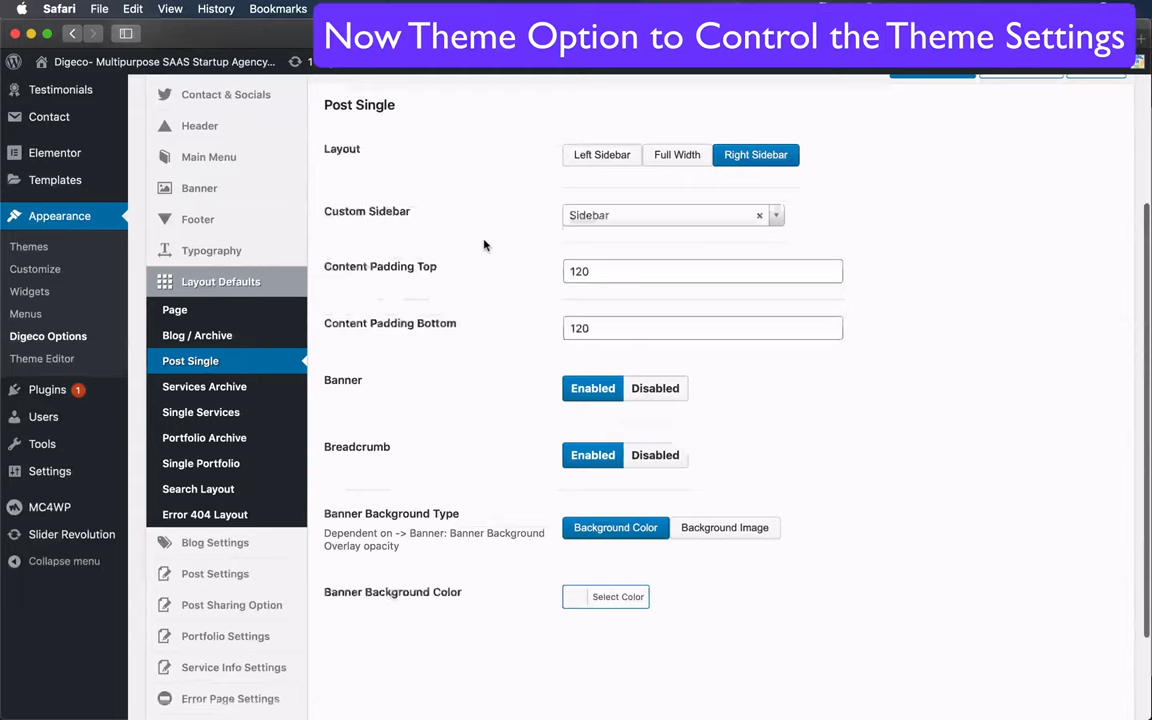 Safari File Edit View History Bookmarks
Now Theme Option to Control the Theme Settings
Digeco- Multipurpose SAAS Startup Agency...
Testimonials
Contact
Elementor
Templates
Appearance
Themes
Customize
Widgets
Menus
Digeco Options
Theme Editor
Plugins 1
Users
Tools
Settings
MC4WP
Slider Revolution
Collapse menu
Contact & Socials
Header
Main Menu
Banner
Footer
Typography
Layout Defaults
Page
Blog / Archive
Post Single
Services Archive
Single Services
Portfolio Archive
Single Portfolio
Search Layout
Error 404 Layout
Blog Settings
Post Settings
Post Sharing Option
Portfolio Settings
Service Info Settings
Error Page Settings
Post Single
Layout Left Sidebar Full Width Right Sidebar
Custom Sidebar Sidebar
Content Padding Top 120
Content Padding Bottom 120
Banner Enabled Disabled
Breadcrumb Enabled Disabled
Banner Background Type Background Color Background Image
Dependent on -> Banner: Banner Background
Overlay opacity
Banner Background Color Select Color